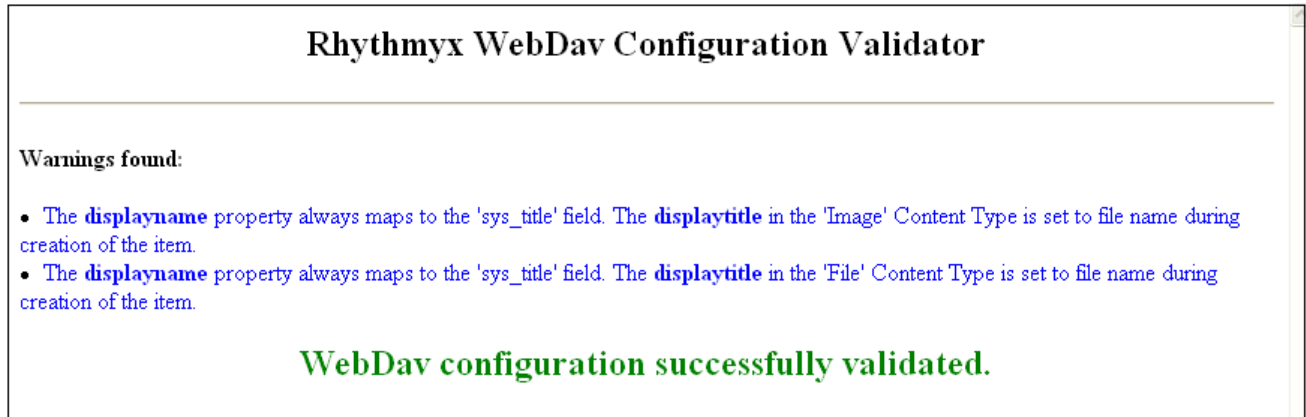 Rhythmyx WebDav Configuration Validator
Warnings found:
• The displayname property always maps to the 'sys_title' field. The displaytitle in the 'Image' Content Type is set to file name during
creation of the item.
• The displayname property always maps to the 'sys_title' field. The displaytitle in the 'File' Content Type is set to file name during
creation of the item.
WebDav configuration successfully validated.